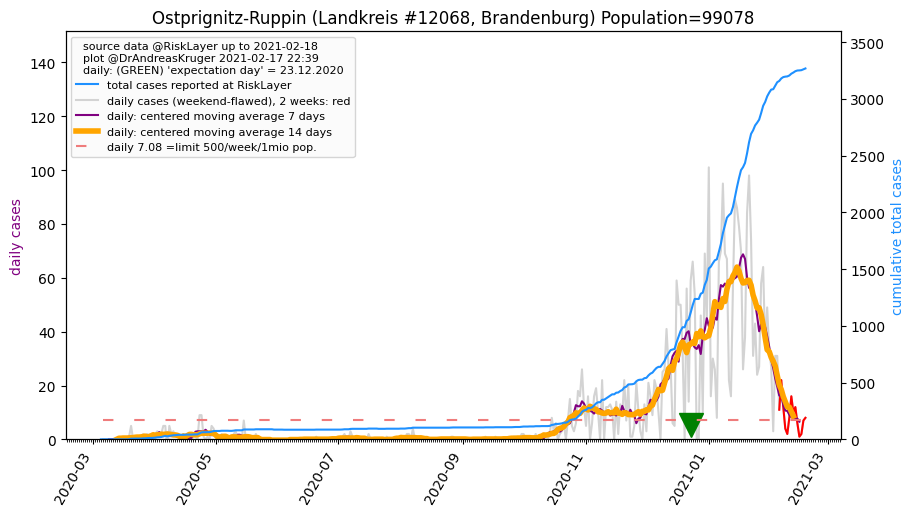 Ostprignitz-Ruppin (Landkreis #12068, Brandenburg) Population=99078
source data @RiskLayer up to 2021-02-18
plot @DrAndreasKruger 2021-02-17 22:39
daily: (GREEN) 'expectation day' = 23.12.2020
total cases reported at RiskLayer
daily cases (weekend-flawed), 2 weeks: red
daily: centered moving average 7 days
daily: centered moving average 14 days
daily 7.08 =limit 500/week/1mio pop.
daily cases
140
120
100
80
60
40
20
0
cumulative total cases
3500
3000
2500
2000
1500
1000
500
0
2020-03
2020-05
2020-07
2020-09
2020-11
2021-01
2021-03